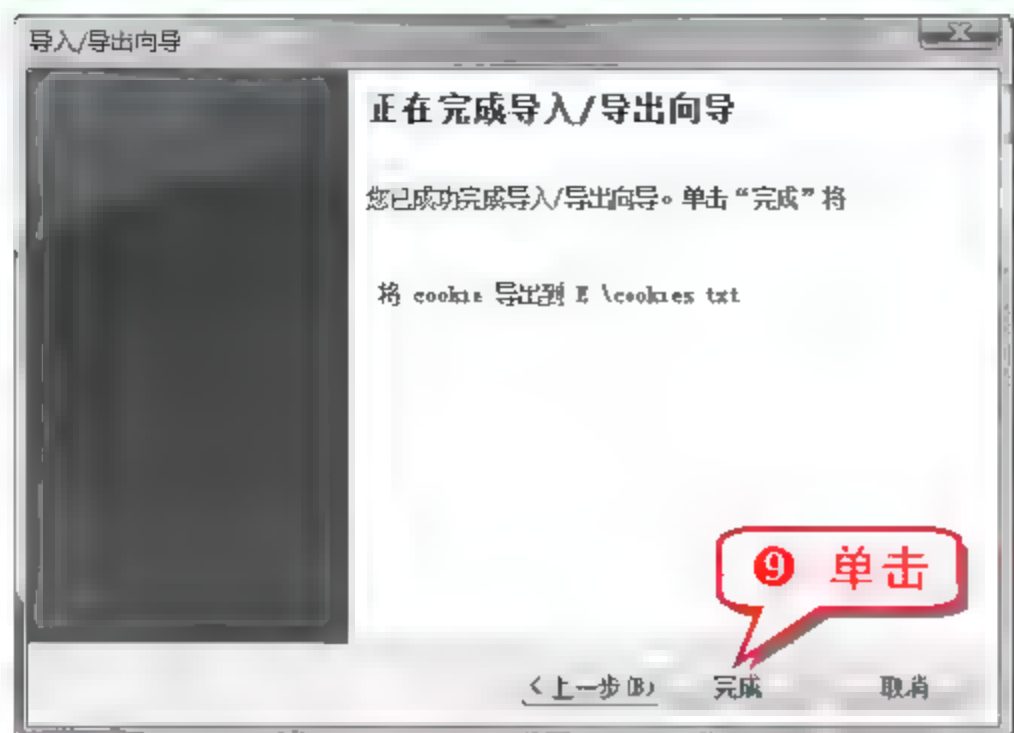 导入/导出向导
正在完成导入/导出向导
您已成功完成导入/导出向导。单击“完成”将
将 cookie 导出到 E \cookies txt
❾ 单击
<上一步(B) 完成 取消